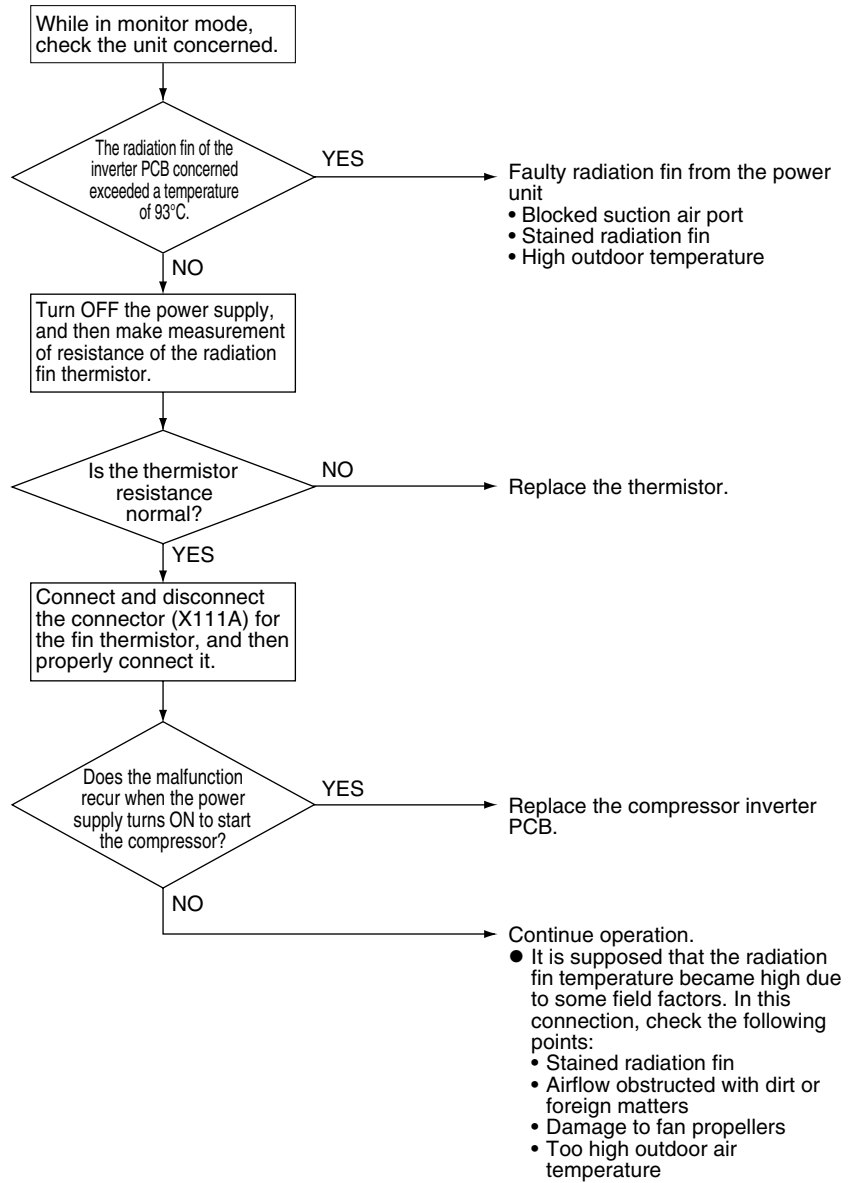 While in monitor mode,
check the unit concerned.
The radiation fin of the
inverter PCB concerned
exceeded a temperature
of 93°C.
YES
Faulty radiation fin from the power
unit
• Blocked suction air port
• Stained radiation fin
• High outdoor temperature
NO
Turn OFF the power supply,
and then make measurement
of resistance of the radiation
fin thermistor.
Is the thermistor
resistance
normal?
NO
Replace the thermistor.
YES
Connect and disconnect
the connector (X111A) for
the fin thermistor, and then
properly connect it.
Does the malfunction
recur when the power
supply turns ON to start
the compressor?
YES
Replace the compressor inverter
PCB.
NO
Continue operation.
● It is supposed that the radiation
fin temperature became high due
to some field factors. In this
connection, check the following
points:
• Stained radiation fin
• Airflow obstructed with dirt or
foreign matters
• Damage to fan propellers
• Too high outdoor air
temperature